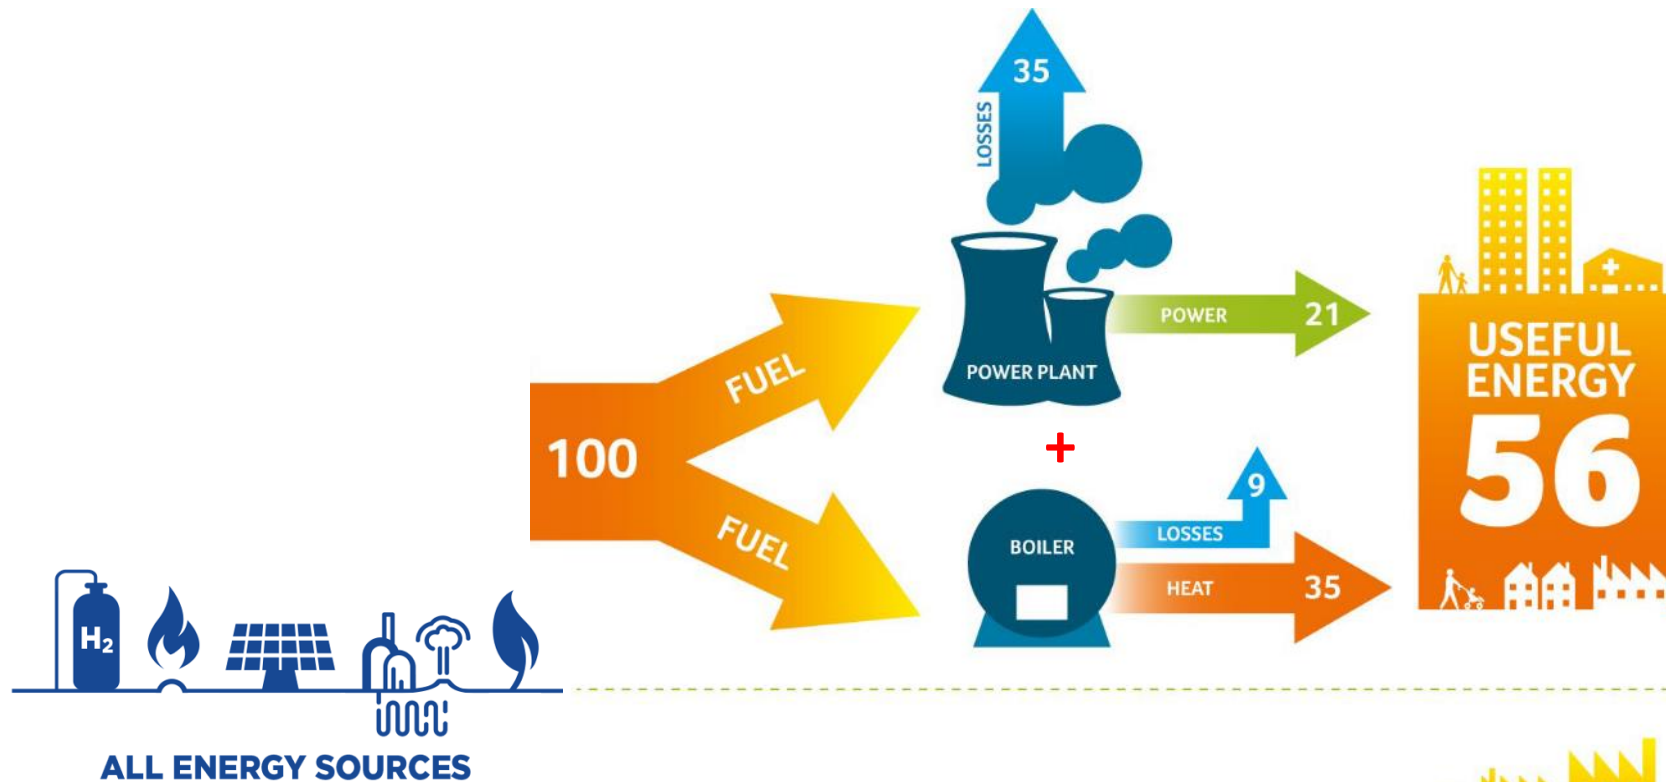 35
LOSSES
POWER
21
POWER PLANT
FUEL
100
FUEL
+
BOILER
LOSSES
9
HEAT
35
USEFUL
ENERGY
56
H₂
ALL ENERGY SOURCES